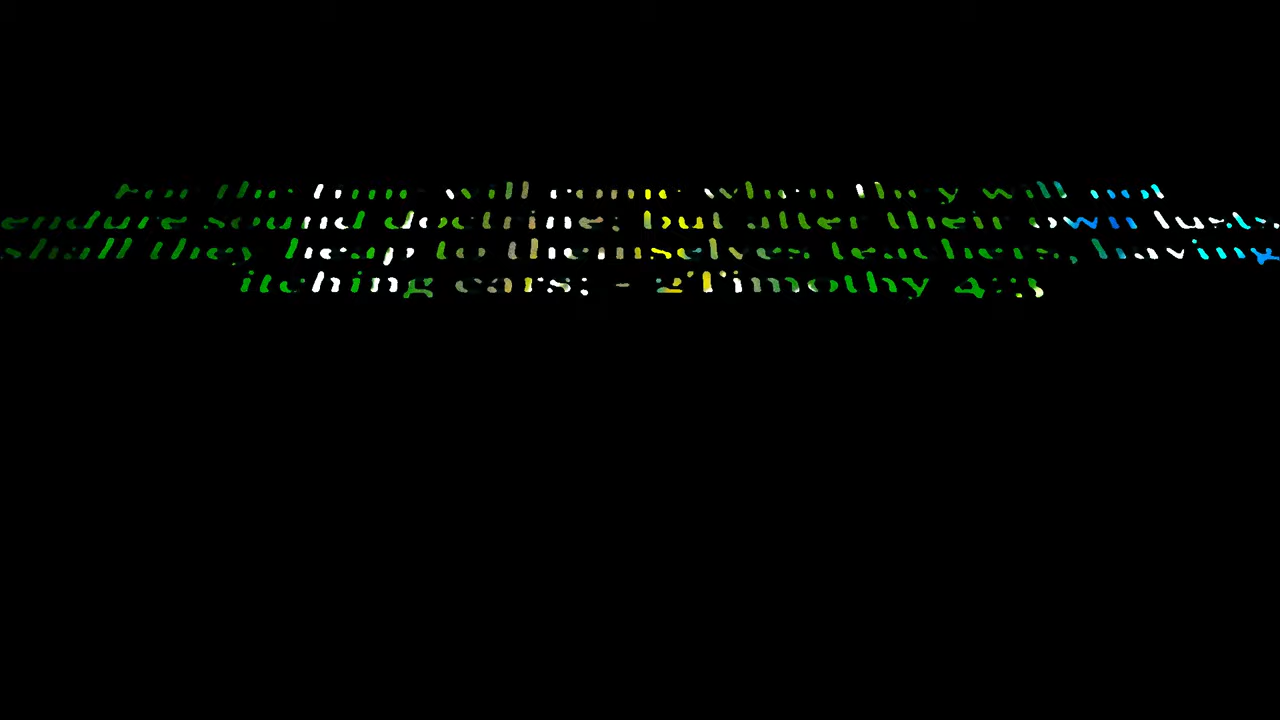 For the time will come when they will not
endure sound doctrine; but after their own lusts
shall they heap to themselves teachers, having
itching ears; - 2Timothy 4:3